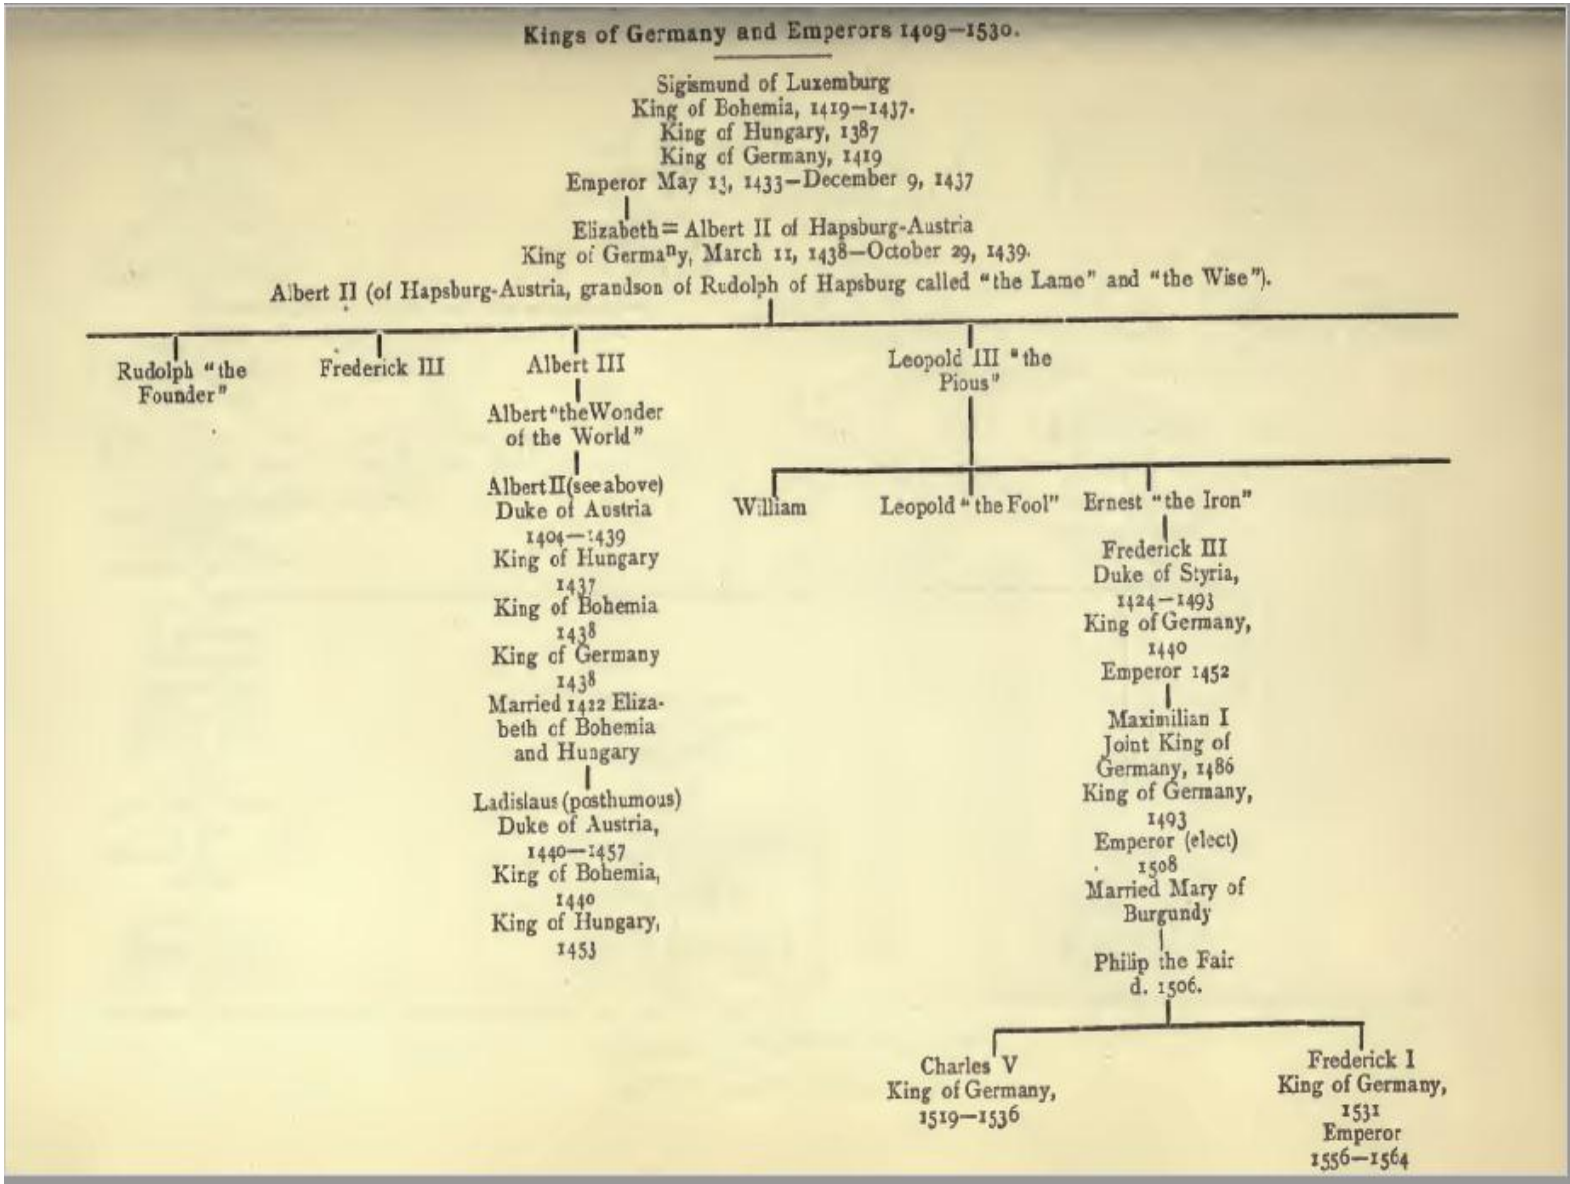 Kings of Germany and Emperors 1409—1530.
Sigismund of Luxemburg
King of Bohemia, 1419—1437.
King of Hungary, 1387
King of Germany, 1419
Emperor May 13, 1433—December 9, 1437
Elizabeth = Albert II of Hapsburg-Austria
King of Germany, March 11, 1438—October 29, 1439.
Albert II (of Hapsburg-Austria, grandson of Rudolph of Hapsburg called "the Lame" and "the Wise").
Rudolph "the
Founder"
Frederick III
Albert III
Albert "the Wonder
of the World"
Albert II (see above)
Duke of Austria
1404—1439
King of Hungary
1437
King of Bohemia
1438
King of Germany
1438
Married 1422 Eliza-
beth of Bohemia
and Hungary
Ladislaus (posthumous)
Duke of Austria,
1440—1457
King of Bohemia,
1440
King of Hungary,
1453
Leopold III "the
Pious"
William
Leopold "the Fool"
Ernest "the Iron"
Frederick III
Duke of Styria,
1424—1493
King of Germany,
1440
Emperor 1452
Maximilian I
Joint King of
Germany, 1486
King of Germany,
1493
Emperor (elect)
1508
Married Mary of
Burgundy
Philip the Fair
d. 1506.
Charles V
King of Germany,
1519—1536
Frederick I
King of Germany,
1531
Emperor
1556—1564